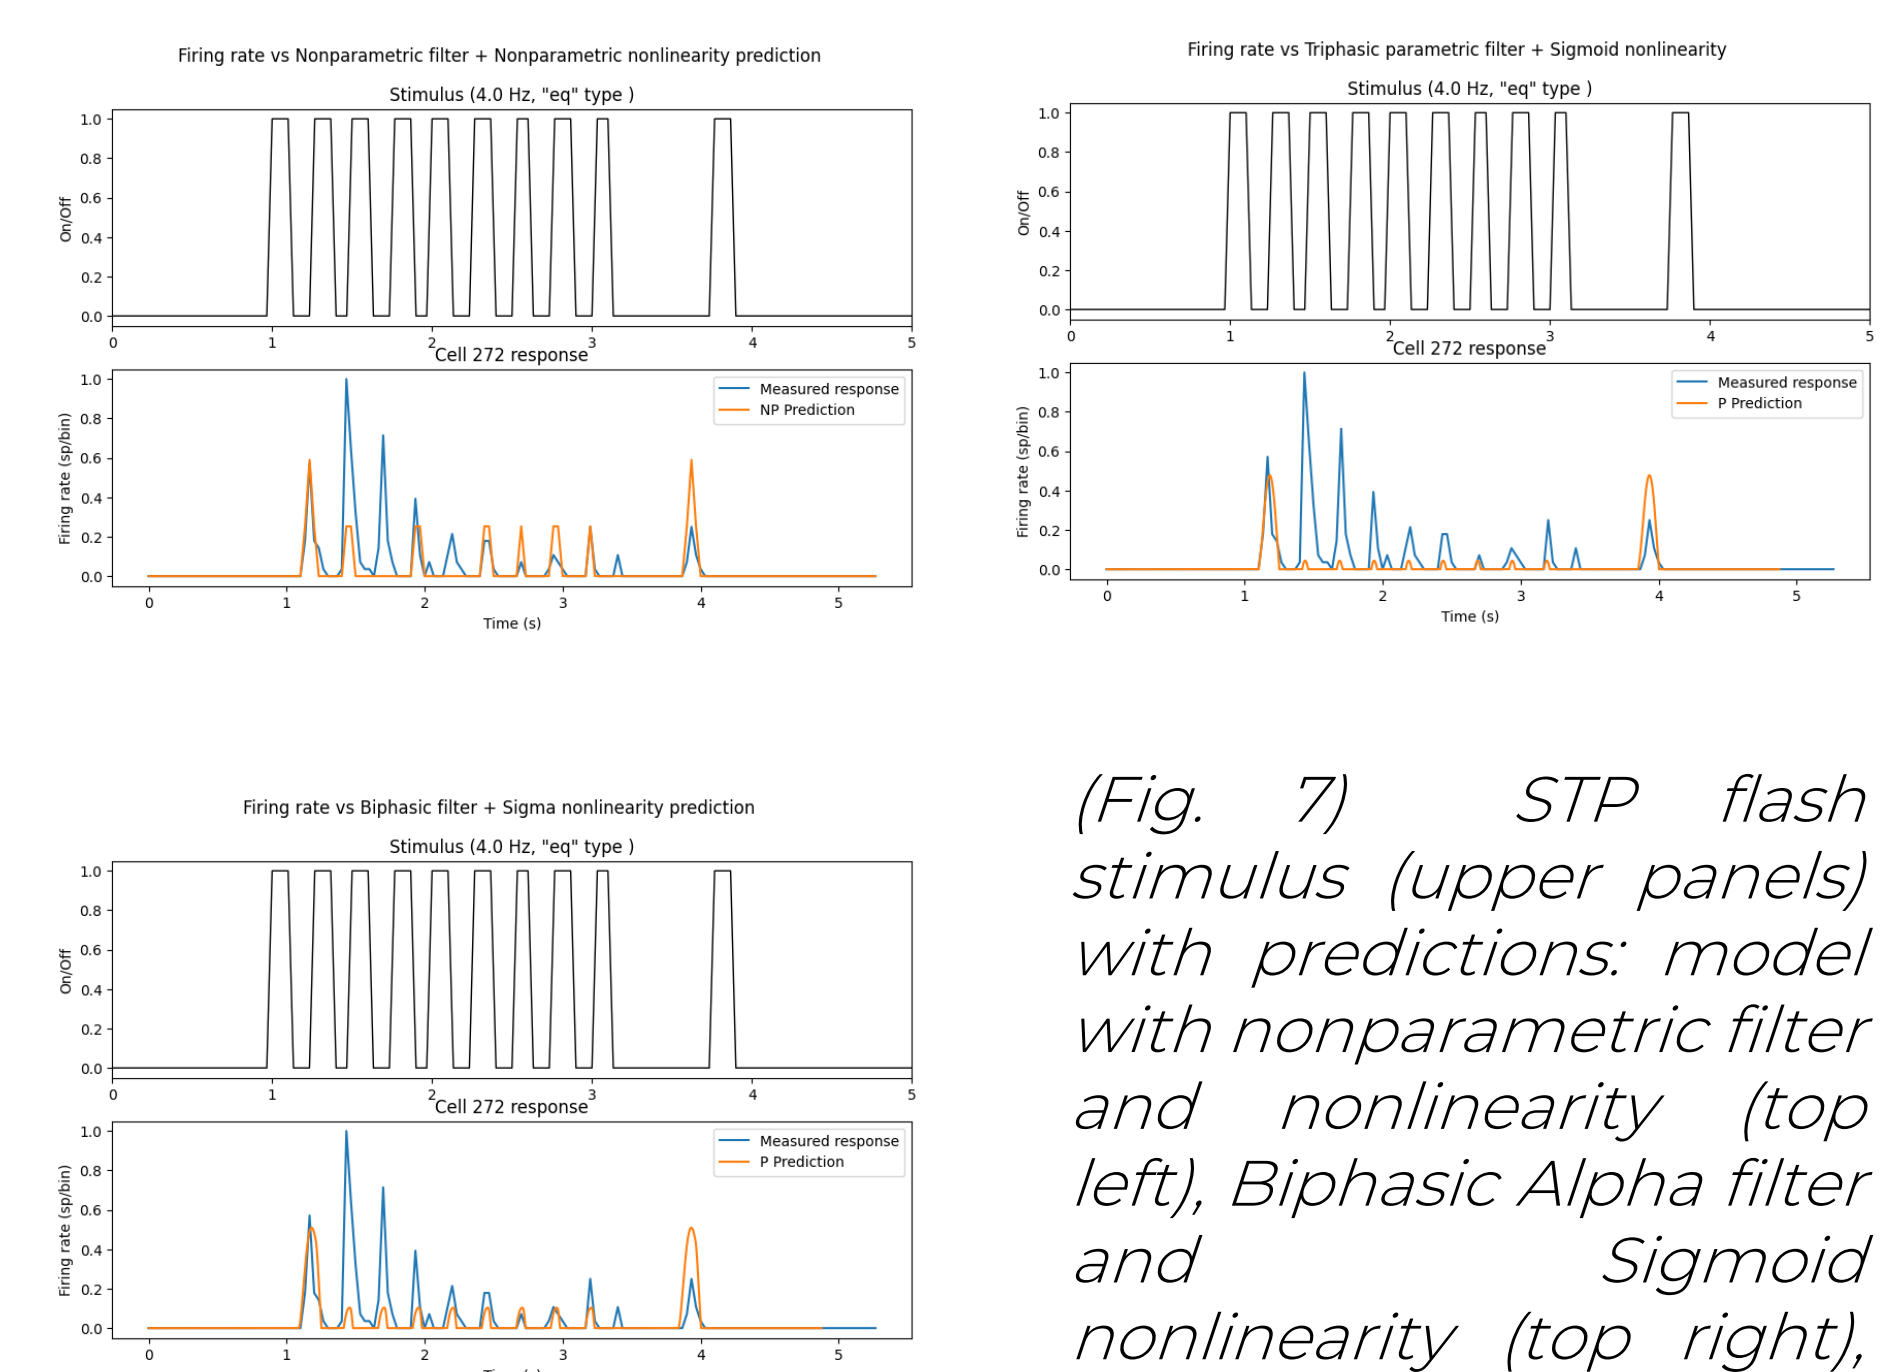 Firing rate vs Nonparametric filter + Nonparametric nonlinearity prediction
Stimulus (4.0 Hz, "eq" type )
1.0
0.8
0.6
0.4
0.2
0.0
On/Off
0 1 2 3 4 5
Cell 272 response
1.0
0.8
0.6
0.4
0.2
0.0
Firing rate (sp/bin)
Measured response
NP Prediction
0 1 2 3 4 5
Time (s)
Firing rate vs Triphasic parametric filter + Sigmoid nonlinearity
Stimulus (4.0 Hz, "eq" type )
1.0
0.8
0.6
0.4
0.2
0.0
On/Off
0 1 2 3 4 5
Cell 272 response
1.0
0.8
0.6
0.4
0.2
0.0
Firing rate (sp/bin)
Measured response
P Prediction
0 1 2 3 4 5
Time (s)
Firing rate vs Biphasic filter + Sigma nonlinearity prediction
Stimulus (4.0 Hz, "eq" type )
1.0
0.8
0.6
0.4
0.2
0.0
On/Off
0 1 2 3 4 5
Cell 272 response
1.0
0.8
0.6
0.4
0.2
0.0
Firing rate (sp/bin)
Measured response
P Prediction
0 1 2 3 4 5
(Fig. 7) STP flash
stimulus (upper panels)
with predictions: model
with nonparametric filter
and nonlinearity (top
left), Biphasic Alpha filter
and Sigmoid
nonlinearity (top right),